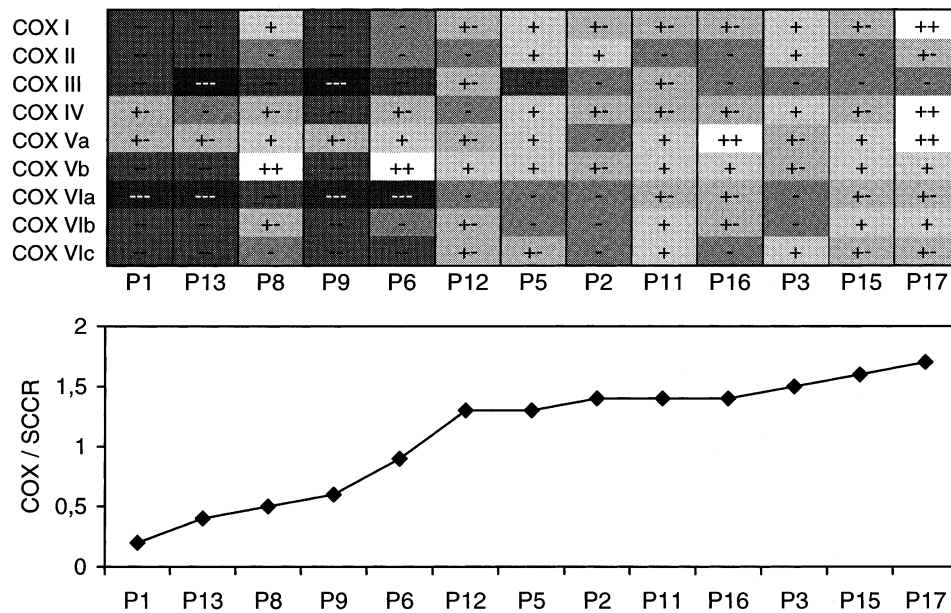 COX I -- -- + -- - +- + +- +- +- + +- ++
COX II -- -- - -- - - + + - - + - +-
COX III -- --- -- --- -- +- --- - +- - - - -
COX IV +- - +- -- +- - + +- +- +- + +- ++
COX Va +- +- + +- + +- + - + ++ +- + ++
COX Vb -- -- ++ -- ++ + + +- + + +- + +
COX VIa --- --- -- --- --- - - - +- +- - +- +-
COX VIb -- -- +- -- - +- - - + +- - + +
COX VIc -- -- - -- -- +- +- - + - + +- +-
P1 P13 P8 P9 P6 P12 P5 P2 P11 P16 P3 P15 P17
COX / SCCR
2
1,5
1
0,5
0
P1 P13 P8 P9 P6 P12 P5 P2 P11 P16 P3 P15 P17